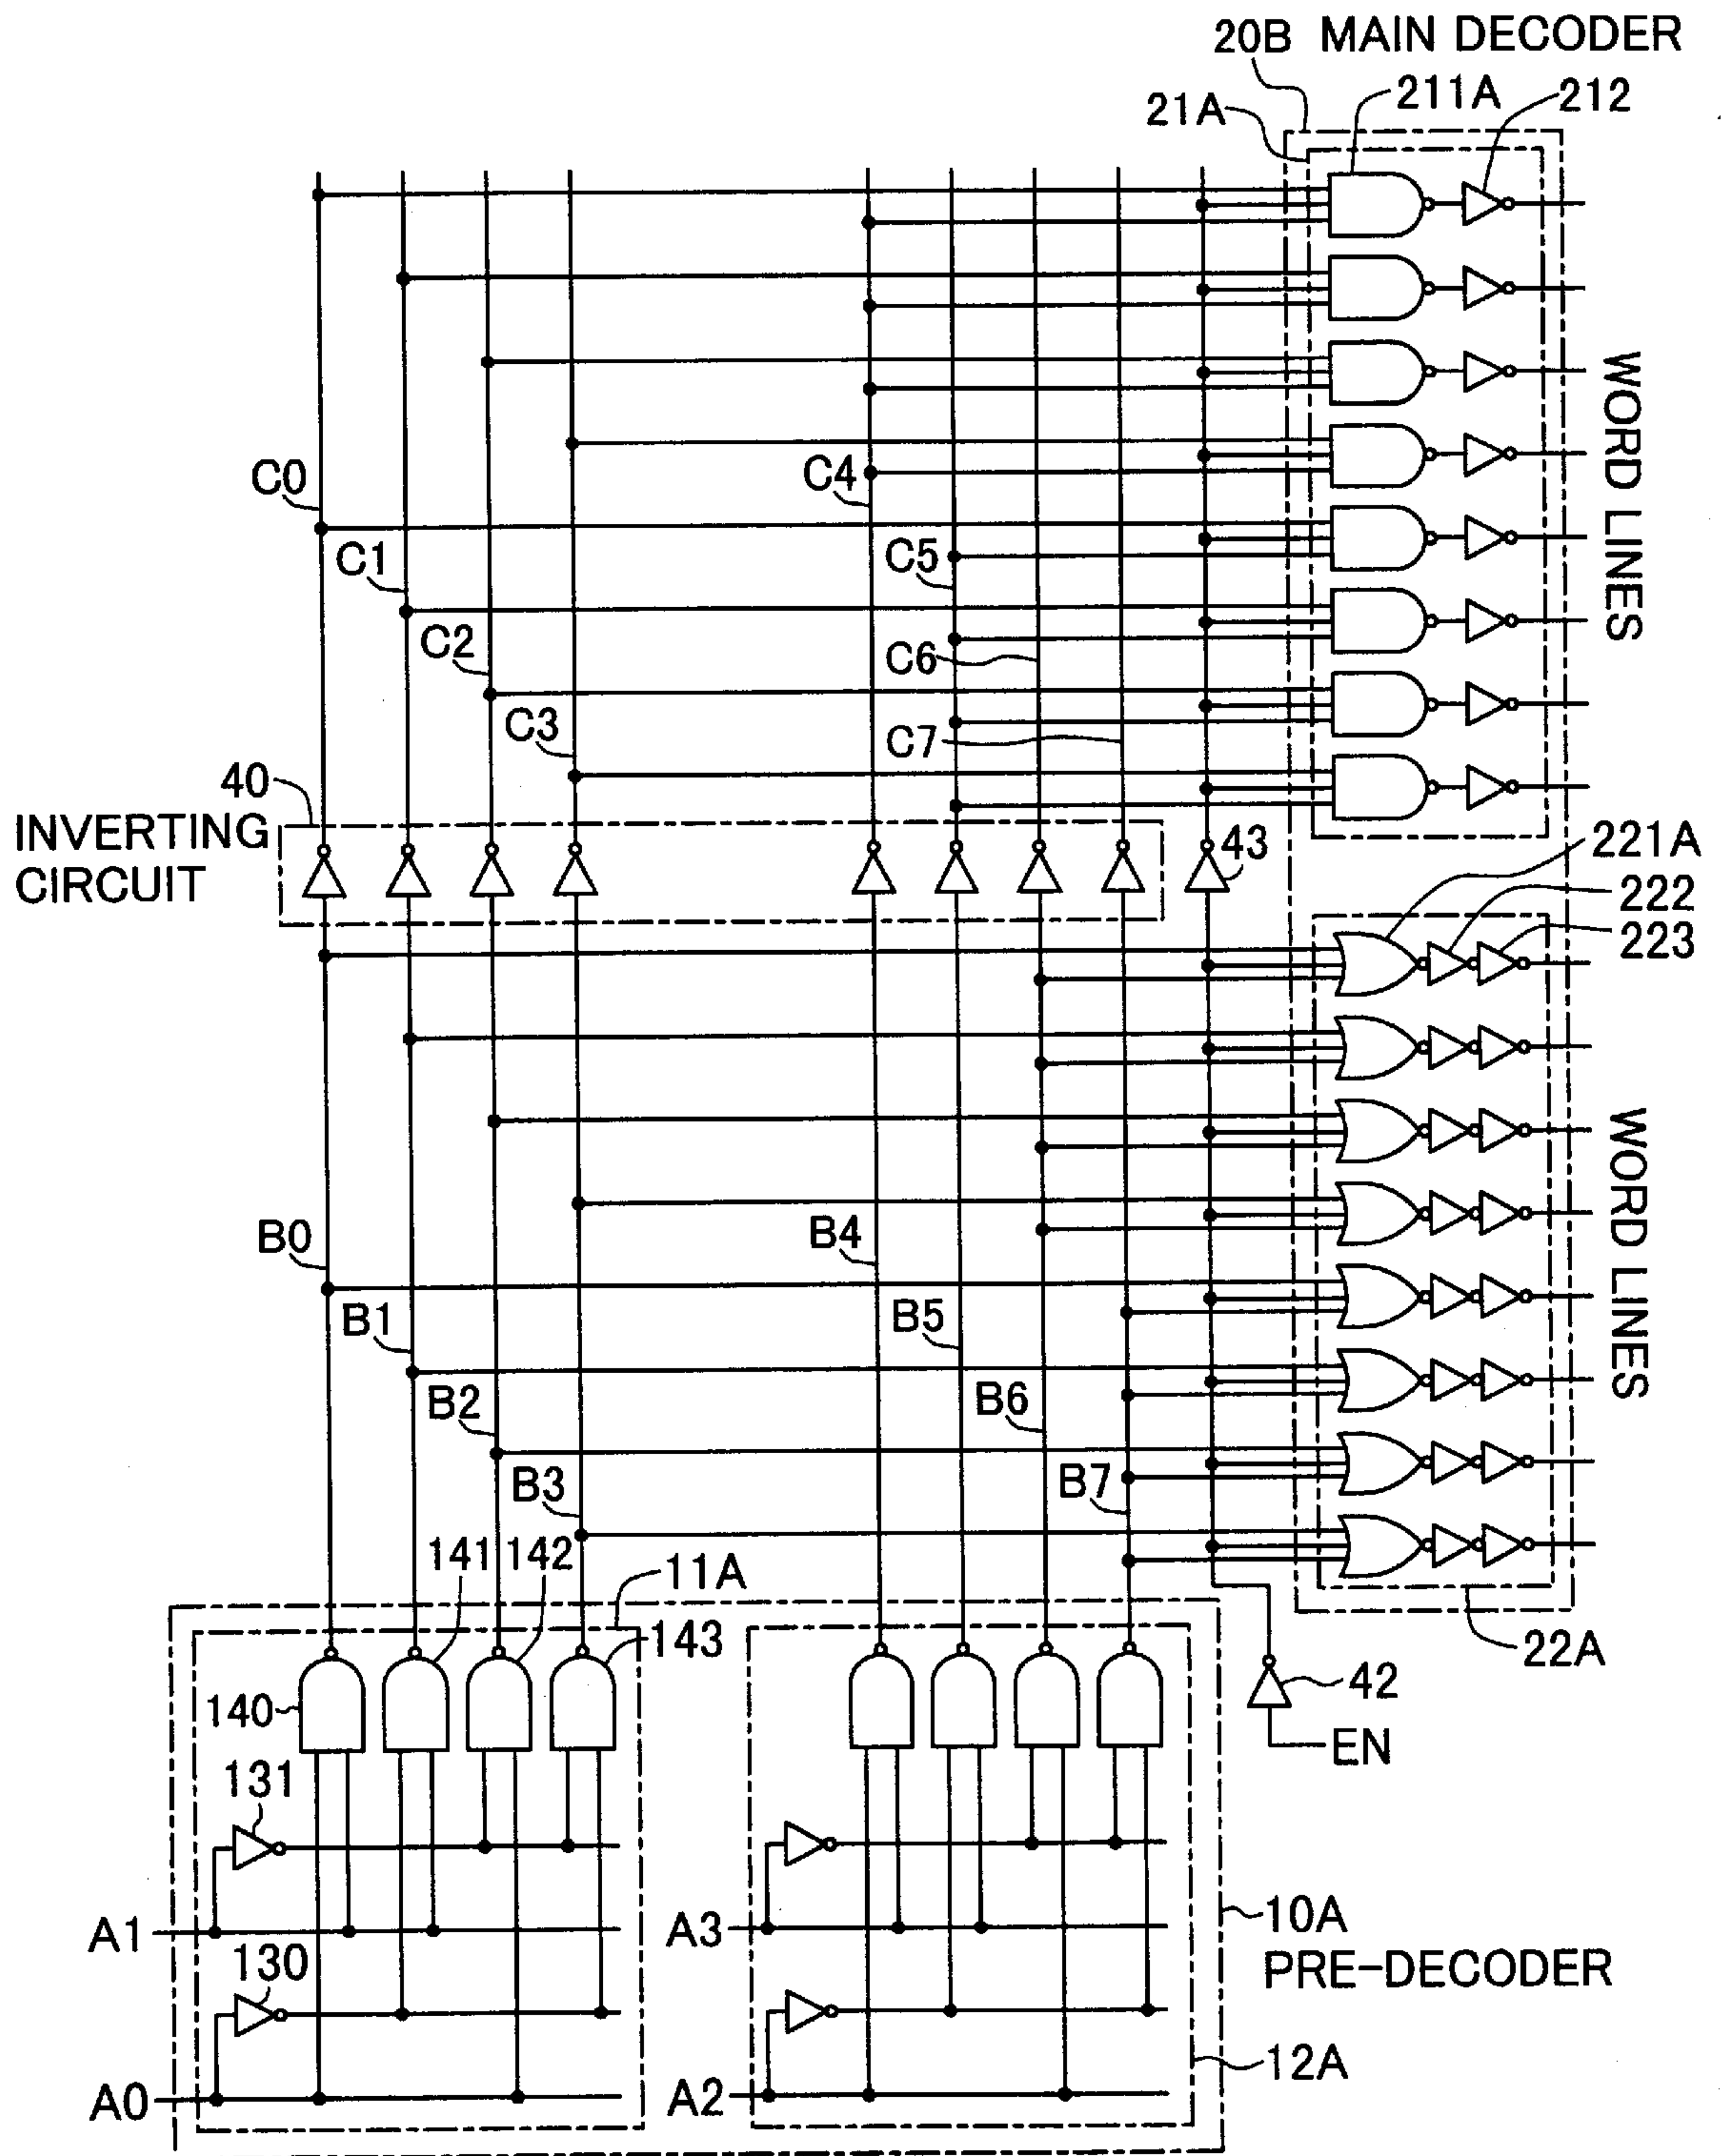 20B MAIN DECODER
21A
211A
212
WORD LINES
C0
C1
C2
C3
C4
C5
C6
C7
40
INVERTING
CIRCUIT
43
221A
222
223
WORD LINES
B0
B1
B2
B3
B4
B5
B6
B7
141
142
11A
143
140
22A
42
EN
131
A1
130
A0
A3
A2
10A
PRE-DECODER
12A